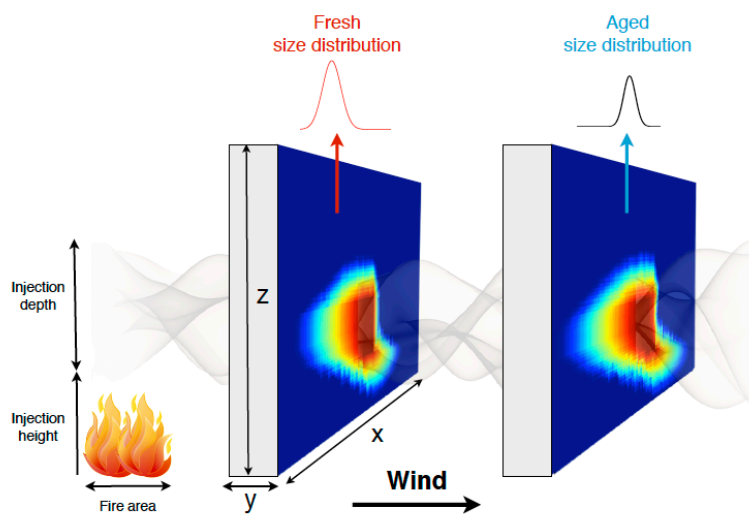 Fresh
size distribution
Aged
size distribution
Injection
depth
z
Injection
height
x
y
Fire area
Wind